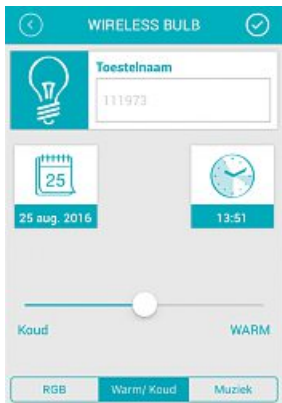 WIRELESS BULB
Toestelnaam
111973
25
25 aug. 2016
13:51
Koud WARM
RGB Warm/ Koud Muziek